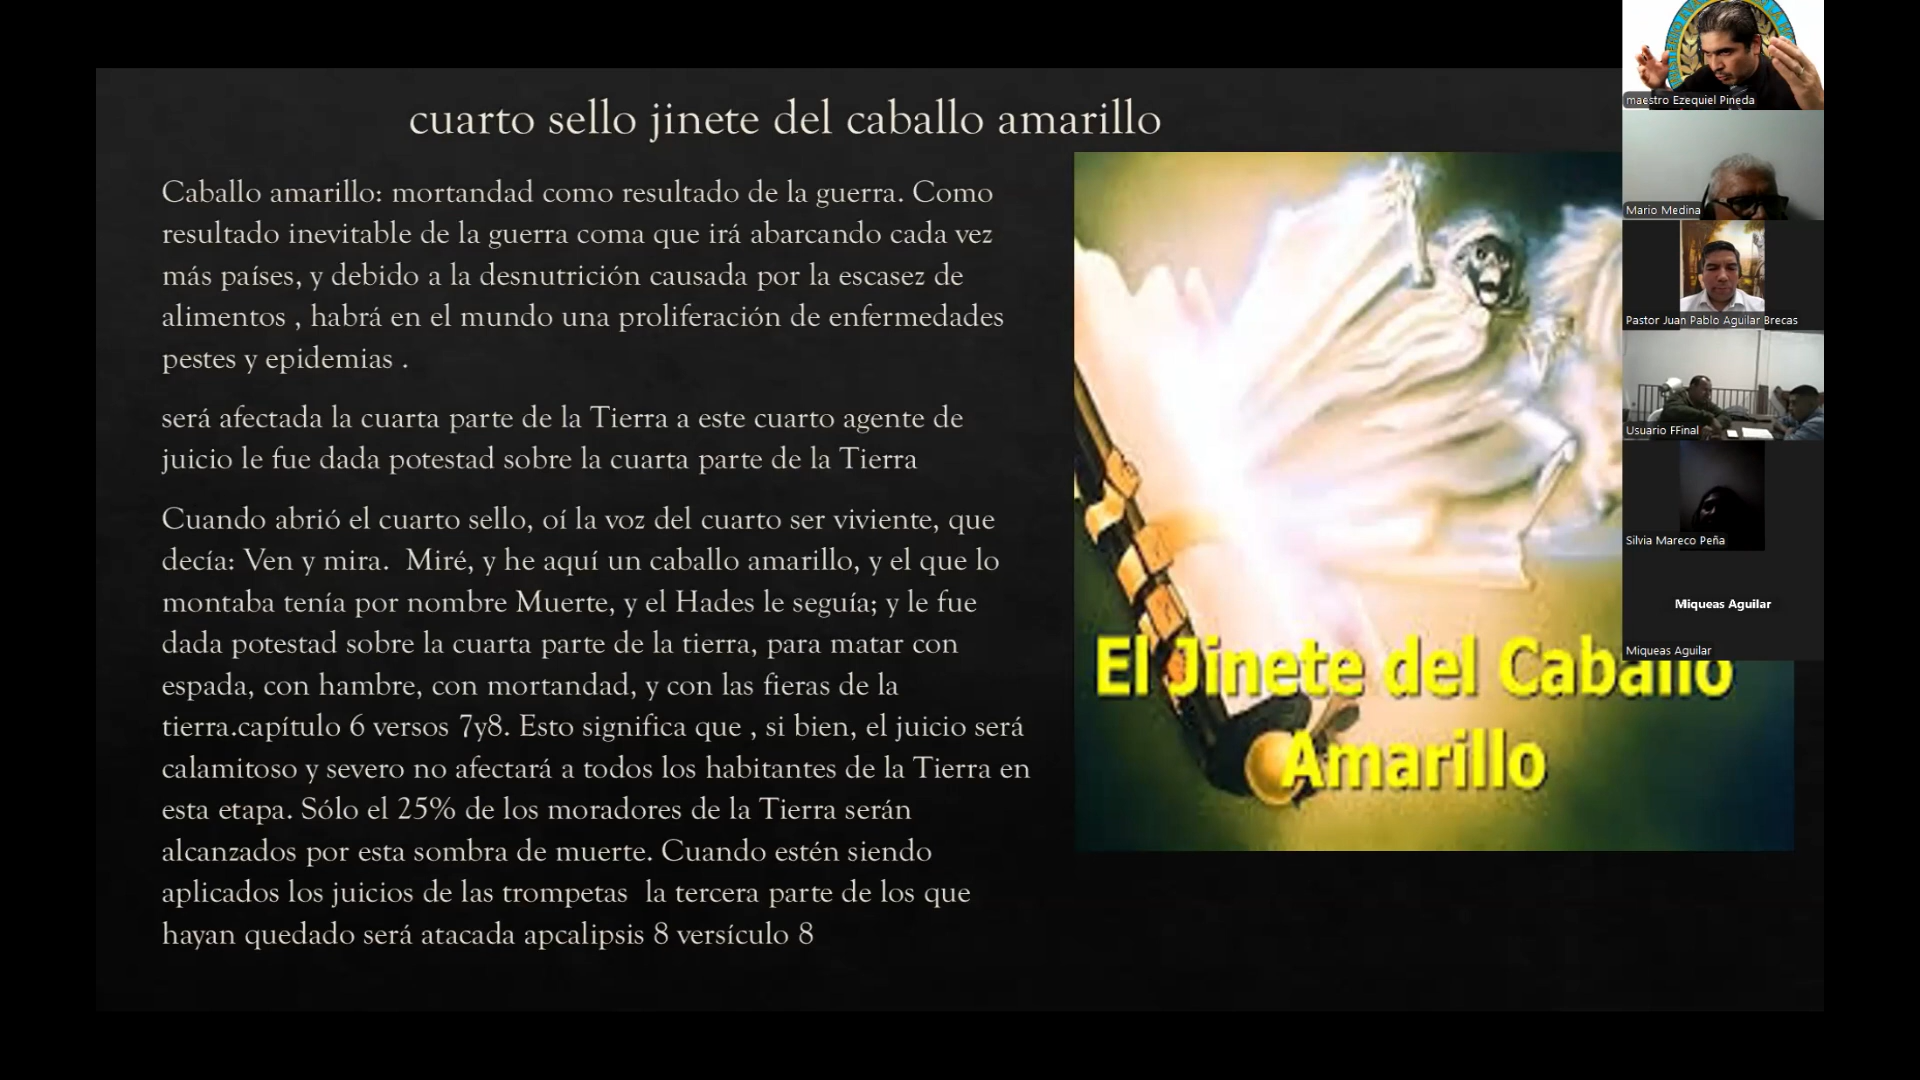 cuarto sello jinete del caballo amarillo
Caballo amarillo: mortandad como resultado de la guerra. Como
resultado inevitable de la guerra coma que irá abarcando cada vez
más países, y debido a la desnutrición causada por la escasez de
alimentos , habrá en el mundo una proliferación de enfermedades
pestes y epidemias .
será afectada la cuarta parte de la Tierra a este cuarto agente de
juicio le fue dada potestad sobre la cuarta parte de la Tierra
Cuando abrió el cuarto sello, oí la voz del cuarto ser viviente, que
decía: Ven y mira.  Miré, y he aquí un caballo amarillo, y el que lo
montaba tenía por nombre Muerte, y el Hades le seguía; y le fue
dada potestad sobre la cuarta parte de la tierra, para matar con
espada, con hambre, con mortandad, y con las fieras de la
tierra.capítulo 6 versos 7y8. Esto significa que , si bien, el juicio será
calamitoso y severo no afectará a todos los habitantes de la Tierra en
esta etapa. Sólo el 25% de los moradores de la Tierra serán
alcanzados por esta sombra de muerte. Cuando estén siendo
aplicados los juicios de las trompetas  la tercera parte de los que
hayan quedado será atacada apcalipsis 8 versículo 8
El Jinete del Caballo
Amarillo
maestro Ezequiel Pineda
Mario Medina
Pastor Juan Pablo Aguilar Brecas
Usuario FFinal
Silvia Mareco Peña
Miqueas Aguilar
Miqueas Aguilar